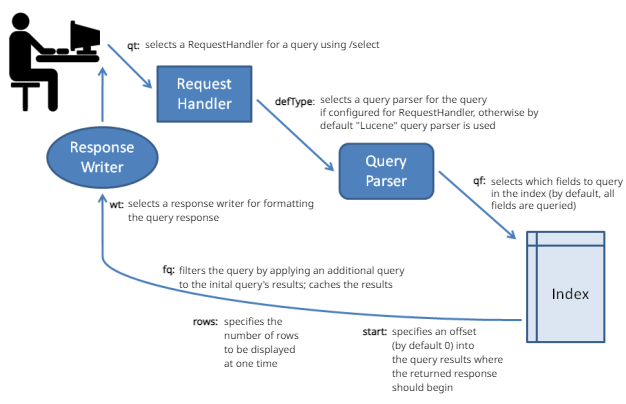 qt: selects a RequestHandler for a query using /select
Request
Handler
defType: selects a query parser for the query
if configured for RequestHandler, otherwise by
default "Lucene" query parser is used
Response
Writer
Query
Parser
qf: selects which fields to query
in the index (by default, all
fields are queried)
wt: selects a response writer for formatting
the query response
fq: filters the query by applying an additional query
to the inital query's results; caches the results
Index
rows: specifies the
number of rows
to be displayed
at one time
start: specifies an offset
(by default 0) into
the query results where
the returned response
should begin